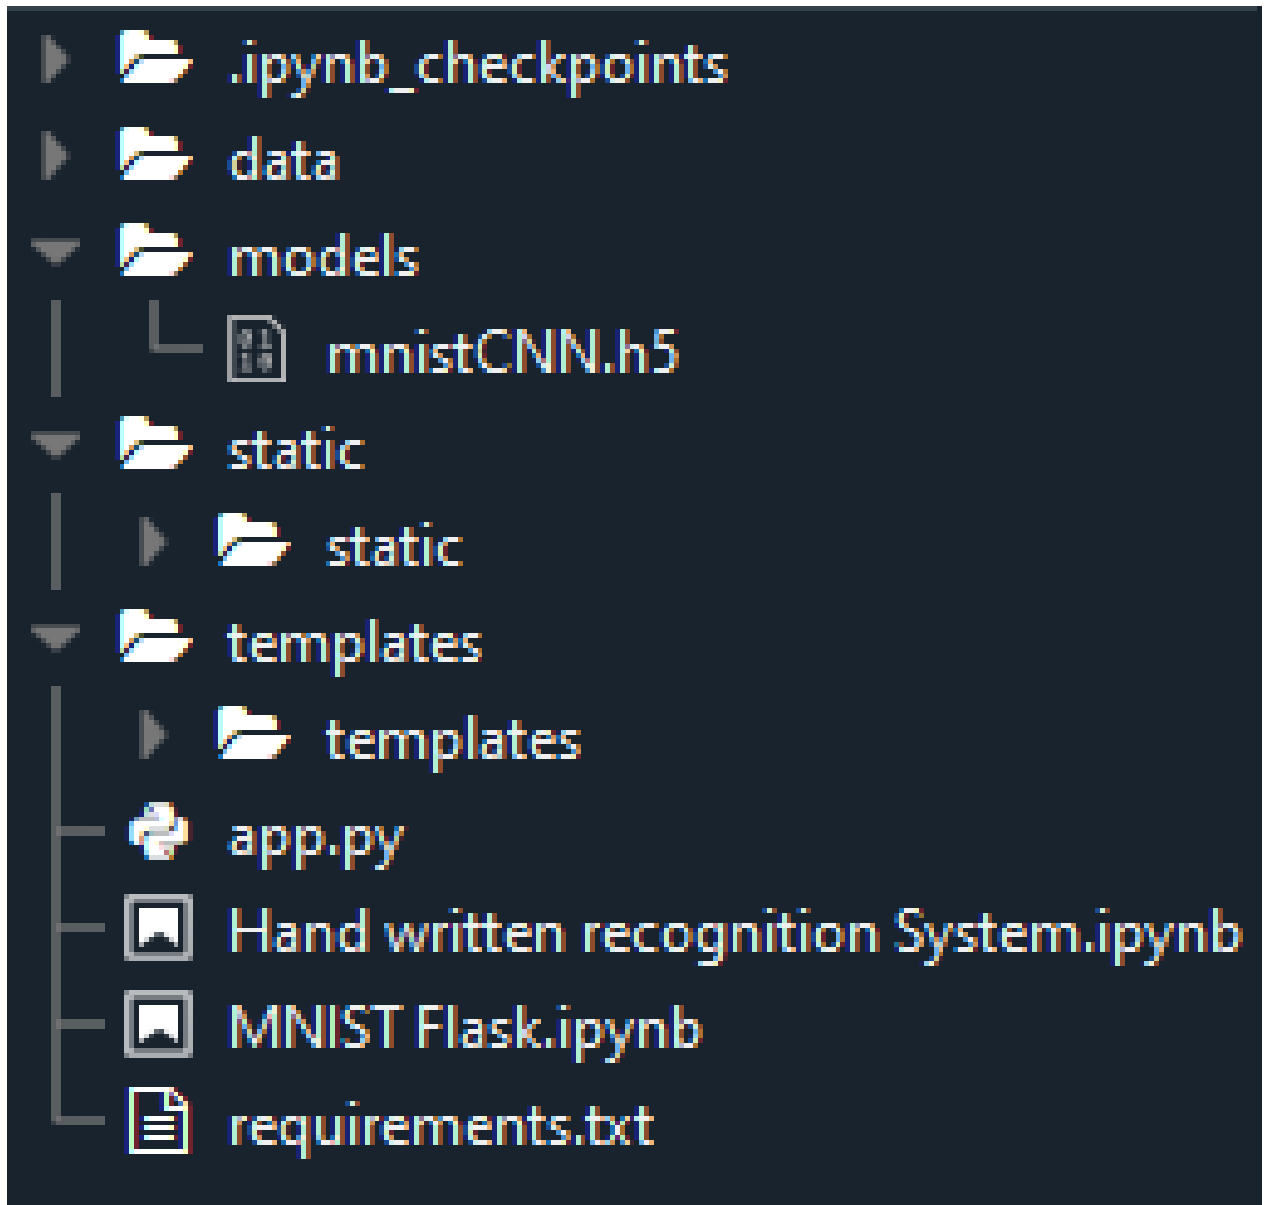 .ipynb_checkpoints
data
models
mnistCNN.h5
static
static
templates
templates
app.py
Hand written recognition System.ipynb
MNIST Flask.ipynb
requirements.txt